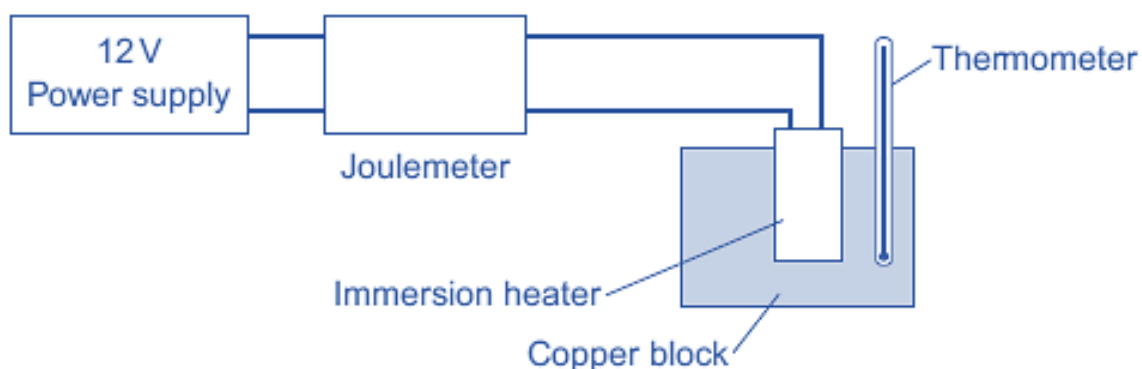 12 V
Power supply
Joulemeter
Thermometer
Immersion heater
Copper block